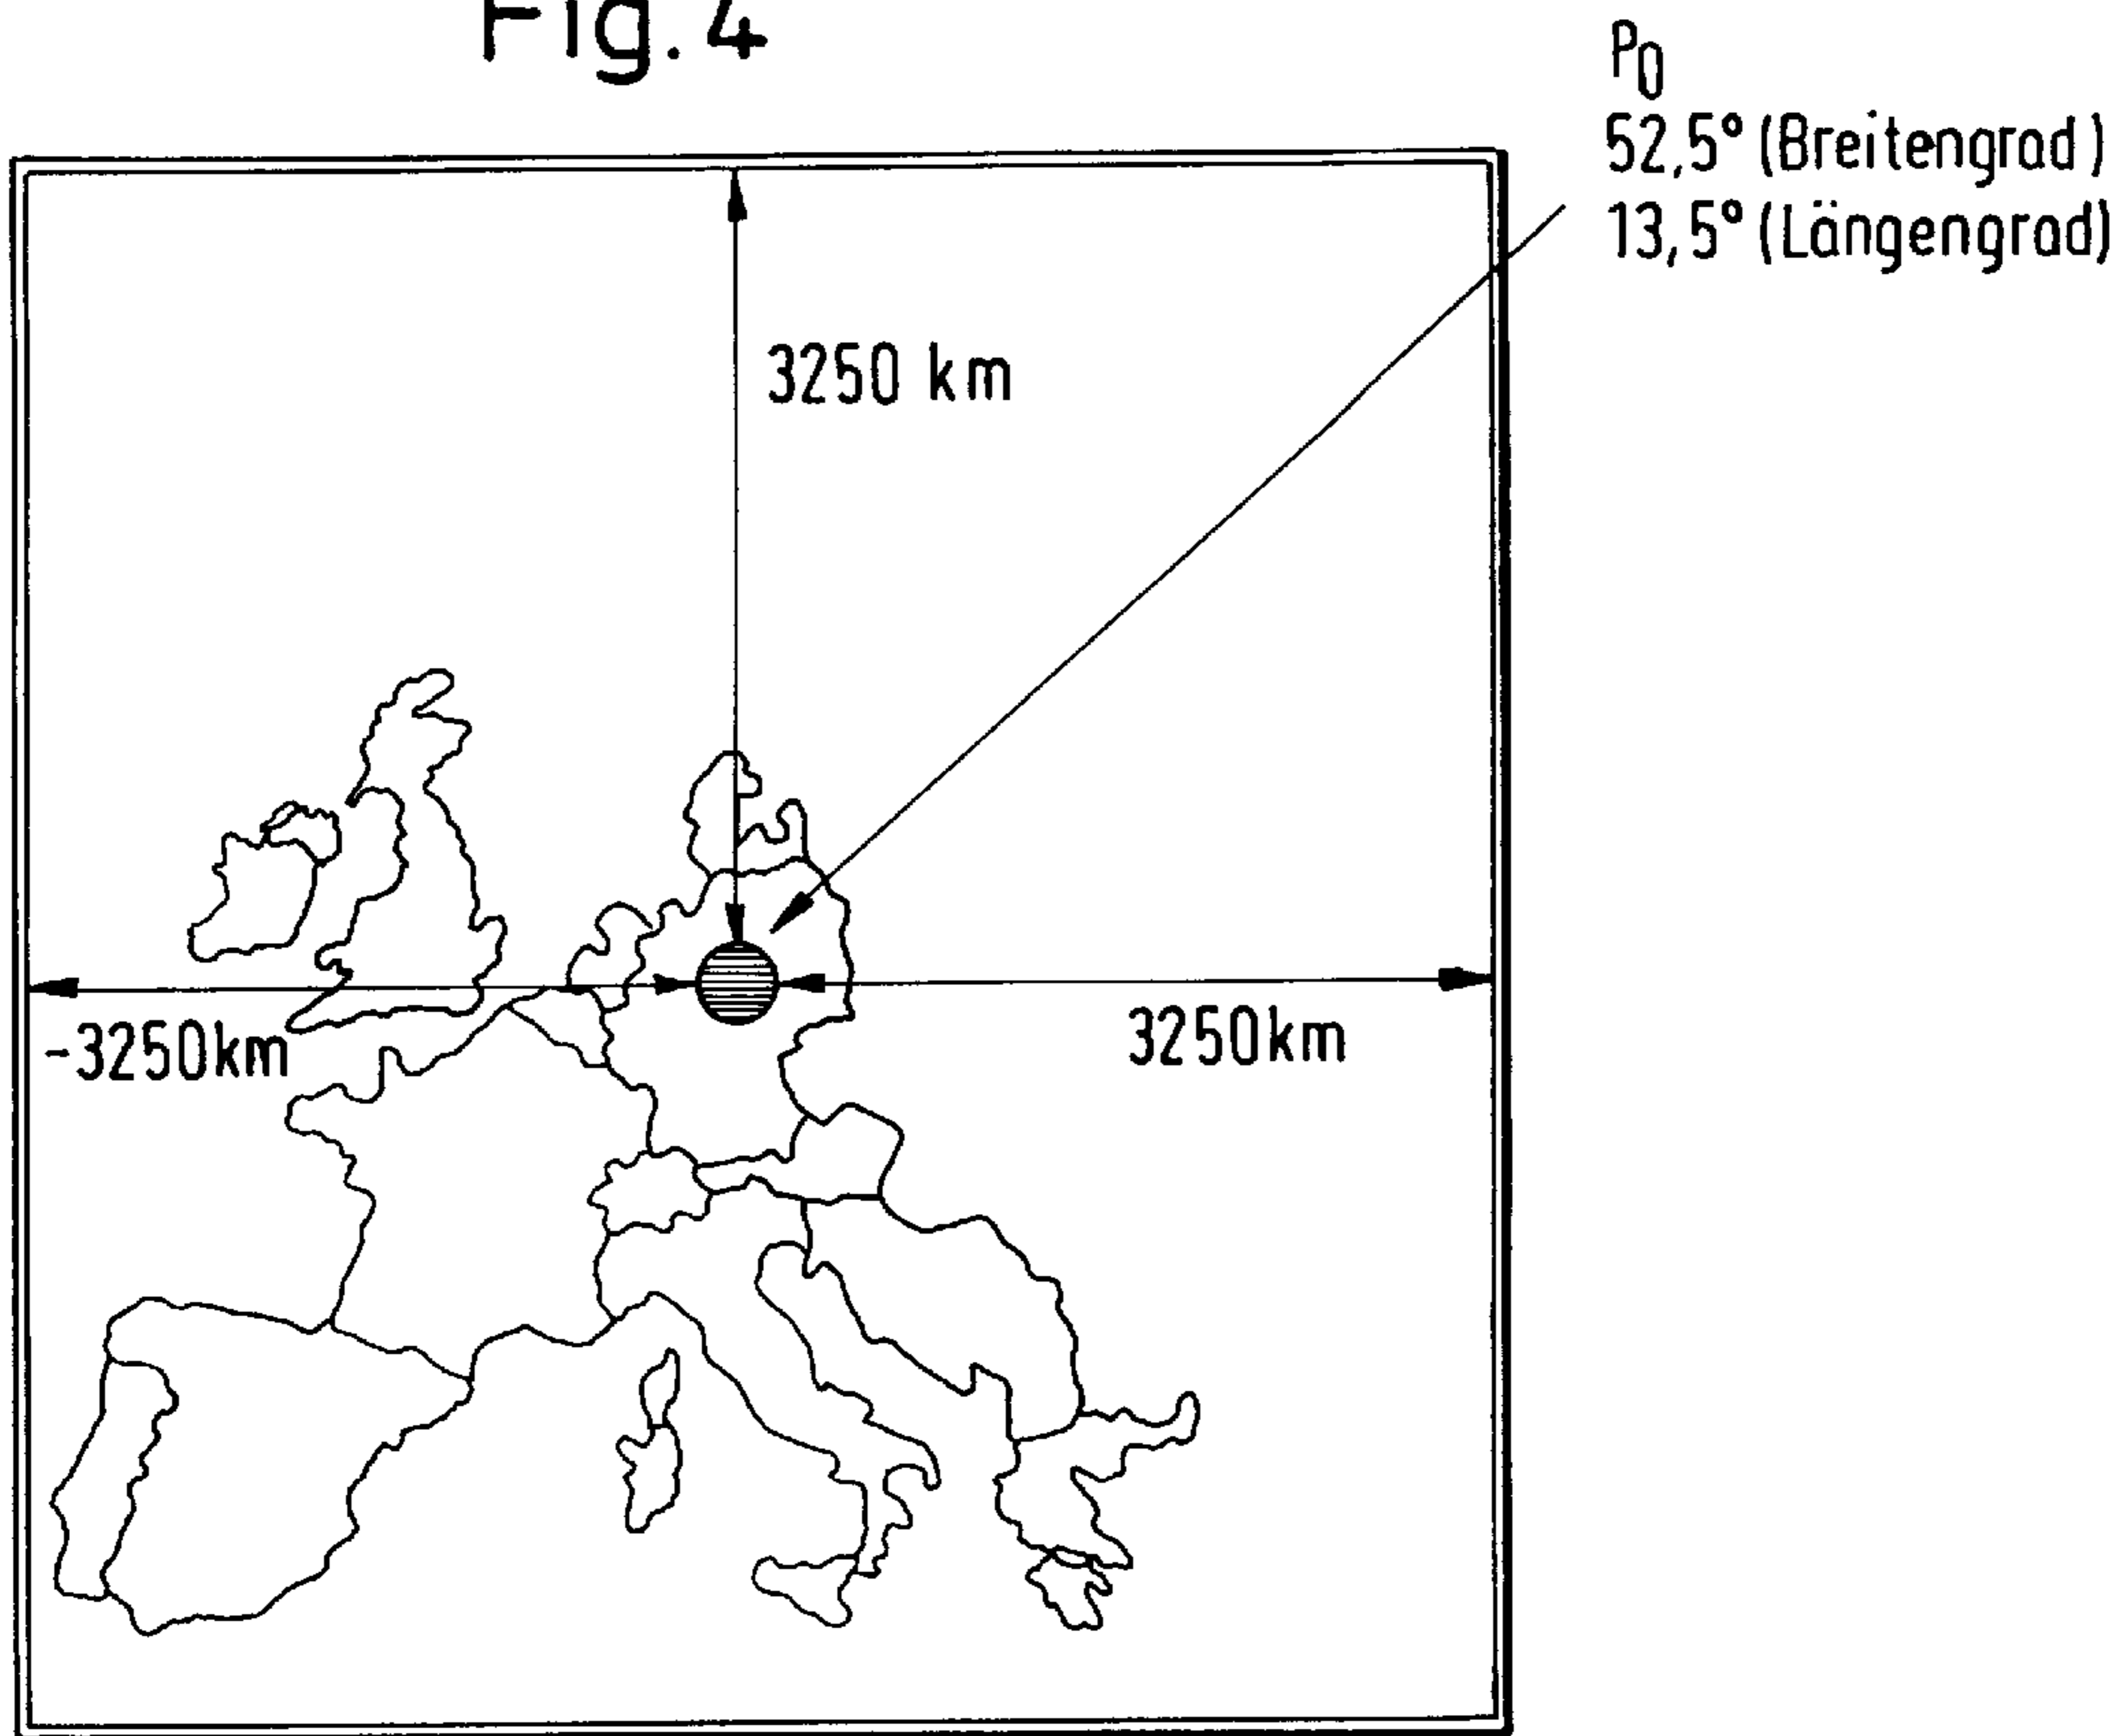 Fig. 4
P0
52,5° (Breitengrad)
13,5° (Längengrad)
3250 km
-3250km
3250km